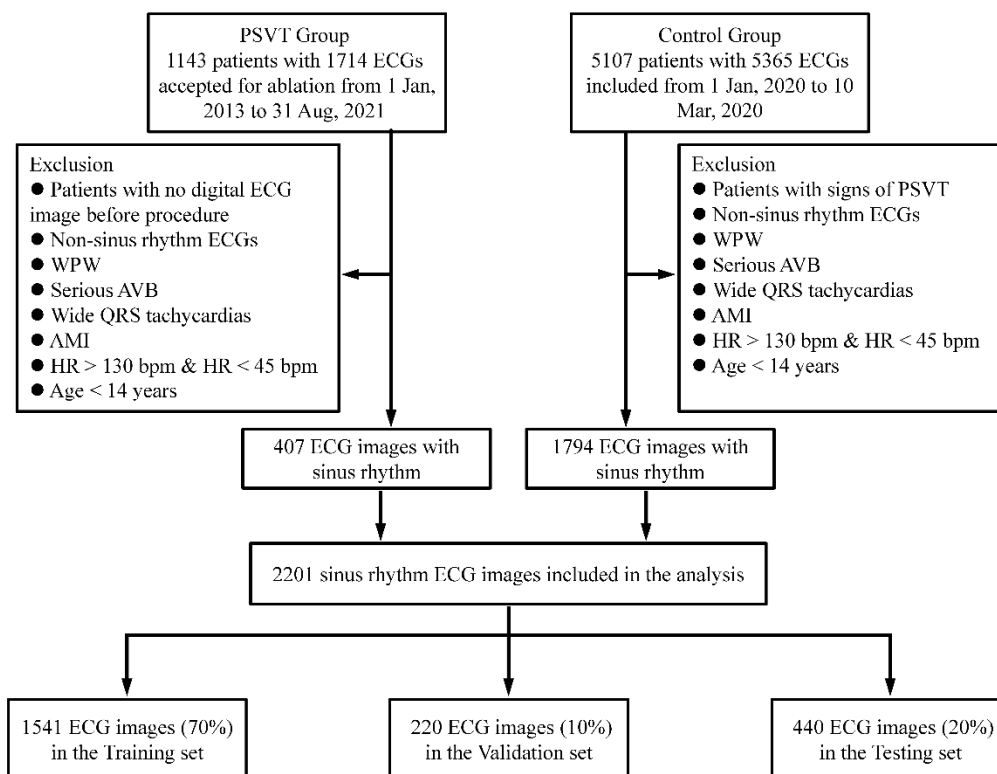 PSVT Group
1143 patients with 1714 ECGs
accepted for ablation from 1 Jan,
2013 to 31 Aug, 2021
Control Group
5107 patients with 5365 ECGs
included from 1 Jan, 2020 to 10
Mar, 2020
Exclusion
● Patients with no digital ECG
image before procedure
● Non-sinus rhythm ECGs
● WPW
● Serious AVB
● Wide QRS tachycardias
● AMI
● HR > 130 bpm & HR < 45 bpm
● Age < 14 years
Exclusion
● Patients with signs of PSVT
● Non-sinus rhythm ECGs
● WPW
● Serious AVB
● Wide QRS tachycardias
● AMI
● HR > 130 bpm & HR < 45 bpm
● Age < 14 years
407 ECG images with
sinus rhythm
1794 ECG images with
sinus rhythm
2201 sinus rhythm ECG images included in the analysis
1541 ECG images (70%)
in the Training set
220 ECG images (10%)
in the Validation set
440 ECG images (20%)
in the Testing set